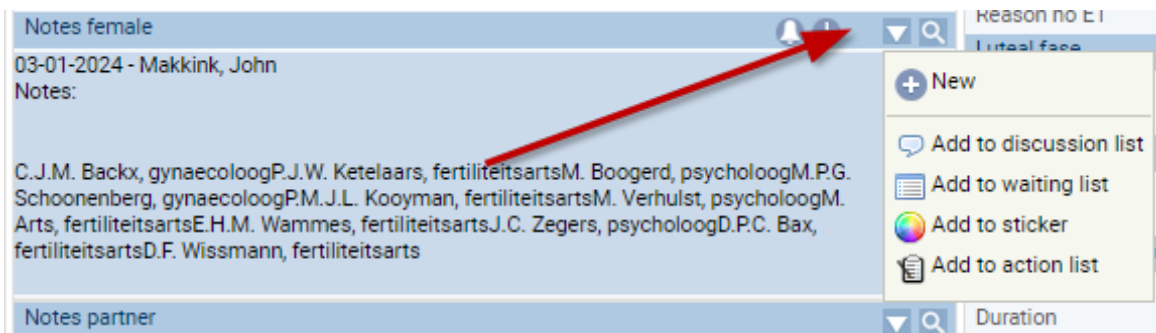 Notes female
Reason no ET
Luteal fase
03-01-2024 - Makkink, John
Notes:
C.J.M. Backx, gynaecoloogP.J.W. Ketelaars, fertiliteitsartsM. Boogerd, psycholoogM.P.G.
Schoonenberg, gynaecoloogP.M.J.L. Kooyman, fertiliteitsartsM. Verhulst, psycholoogM.
Arts, fertiliteitsartsE.H.M. Wammes, fertiliteitsartsJ.C. Zegers, psycholoogD.P.C. Bax,
fertiliteitsartsD.F. Wissmann, fertiliteitsarts
New
Add to discussion list
Add to waiting list
Add to sticker
Add to action list
Notes partner
Duration